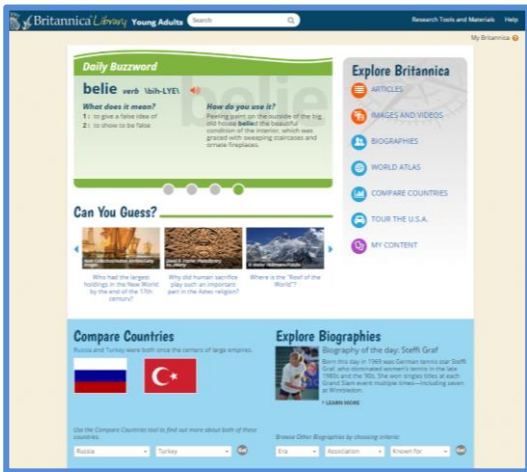 Britannica Library Young Adults
Search
Research Tools and Materials Help
My Britannica
Daily Buzzword
belie verb \bih-LYE\
What does it mean?
1 : to give a false idea of
2 : to show to be false
How do you use it?
Peeling paint on the outside of the big
old house belied the beautiful
condition of the interior, which was
graced with sweeping staircases and
ornate fireplaces.
belie
Explore Britannica
ARTICLES
IMAGES AND VIDEOS
BIOGRAPHIES
WORLD ATLAS
COMPARE COUNTRIES
TOUR THE U.S.A.
MY CONTENT
Can You Guess?
Who had the largest
holdings in the New World
by the end of the 17th
century?
Why did human sacrifice
play such an important
part in the Aztec religion?
Where is the "Roof of the
World"?
Compare Countries
Russia and Turkey were both once the centers of large empires.
Use the Compare Countries tool to find out more about both of these
countries:
Russia
Turkey
Go!
Explore Biographies
Biography of the day: Steffi Graf
Born this day in 1969 was German tennis star Steffi
Graf, who dominated women's tennis in the late
1980s and the '90s. She won singles titles at each
Grand Slam event multiple times—including seven
at Wimbledon.
LEARN MORE
Browse Other Biographies by choosing criteria:
Era
Association
Known for
Go!